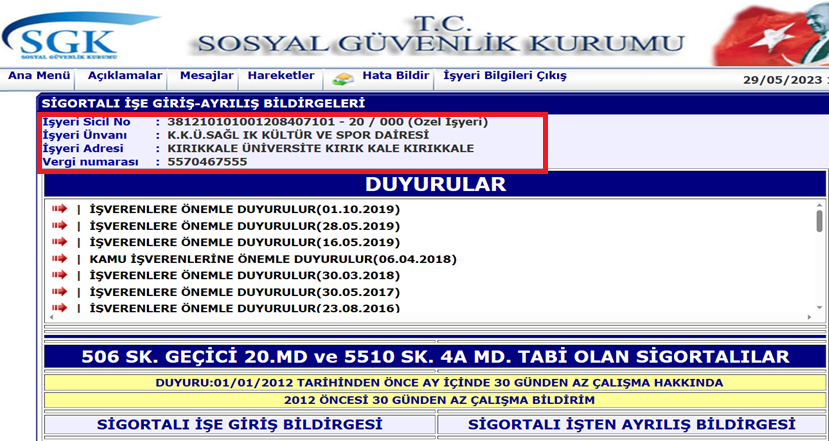 SGK
SOSYAL GÜVENLİK KURUMU
T.C.
SOSYAL GÜVENLİK KURUMU
Ana Menü Açıklamalar Mesajlar Hareketler Hata Bildir İşyeri Bilgileri Çıkış
29/05/2023
SİGORTALI İŞE GİRİŞ-AYRILIŞ BİLDİRGELERİ
İşyeri Sicil No : 381210101001208407101 - 20 / 000 (Özel İşyeri)
İşyeri Ünvanı : K.K.Ü.SAĞL IK KÜLTÜR VE SPOR DAİRESİ
İşyeri Adresi : KIRIKKALE ÜNİVERSİTE KIRIK KALE KIRIKKALE
Vergi numarası : 5570467555
DUYURULAR
| İŞVERENLERE ÖNEMLE DUYURULUR(01.10.2019)
| İŞVERENLERE ÖNEMLE DUYURULUR(28.05.2019)
| İŞVERENLERE ÖNEMLE DUYURULUR(16.05.2019)
| KAMU İŞVERENLERİNE ÖNEMLE DUYURULUR(06.04.2018)
| İŞVERENLERE ÖNEMLE DUYURULUR(30.03.2018)
| İŞVERENLERE ÖNEMLE DUYURULUR(30.05.2017)
| İŞVERENLERE ÖNEMLE DUYURULUR(23.08.2016)
506 SK. GEÇİCİ 20.MD ve 5510 SK. 4A MD. TABİ OLAN SİGORTALILAR
DUYURU:01/01/2012 TARİHİNDEN ÖNCE AY İÇİNDE 30 GÜNDEN AZ ÇALIŞMA HAKKINDA
2012 ÖNCESİ 30 GÜNDEN AZ ÇALIŞMA BİLDİRİM
SİGORTALI İŞE GİRİŞ BİLDİRGESİ SİGORTALI İŞTEN AYRILIŞ BİLDİRGESİ